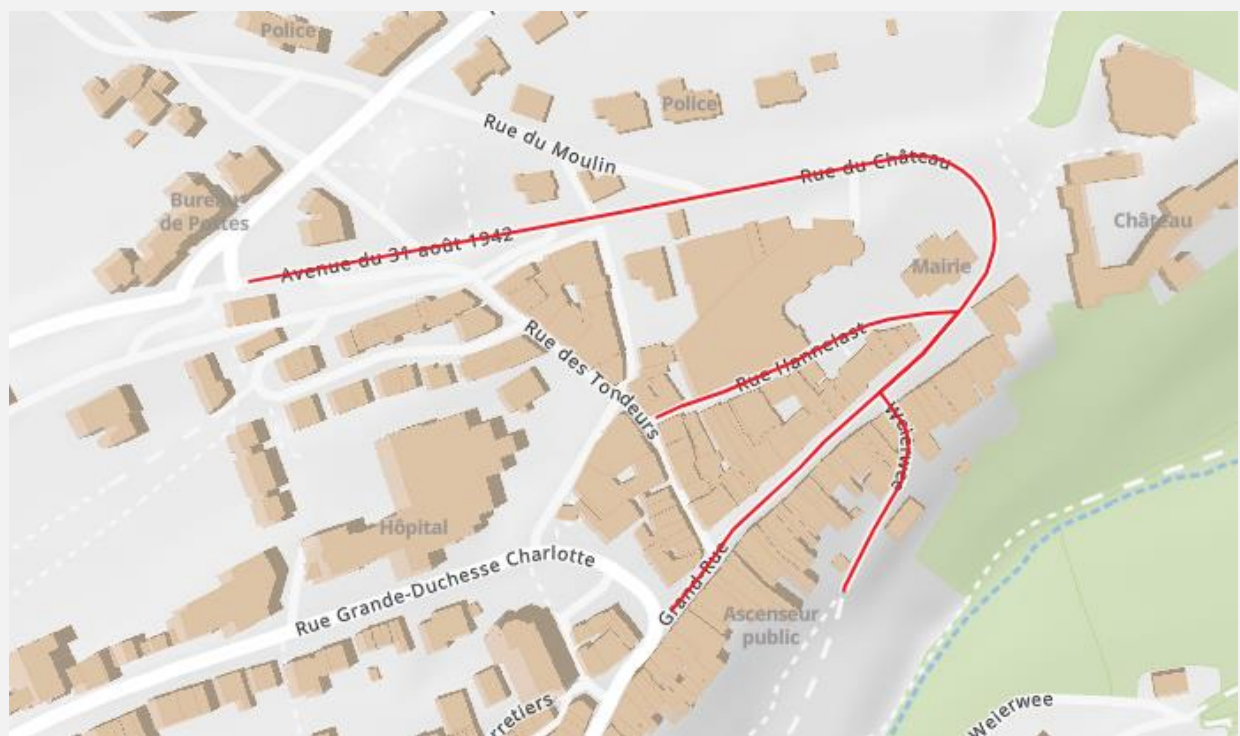 Police
Rue du Moulin
Police
Rue du Château
Bureau
de Postes
Château
Avenue du 31 août 1942
Mairie
Rue des Tondeurs
Rue Hannelast
Weierwee
Hôpital
Rue Grande-Duchesse Charlotte
Grand-Rue
Ascenseur
public
rretiers
Weierwee